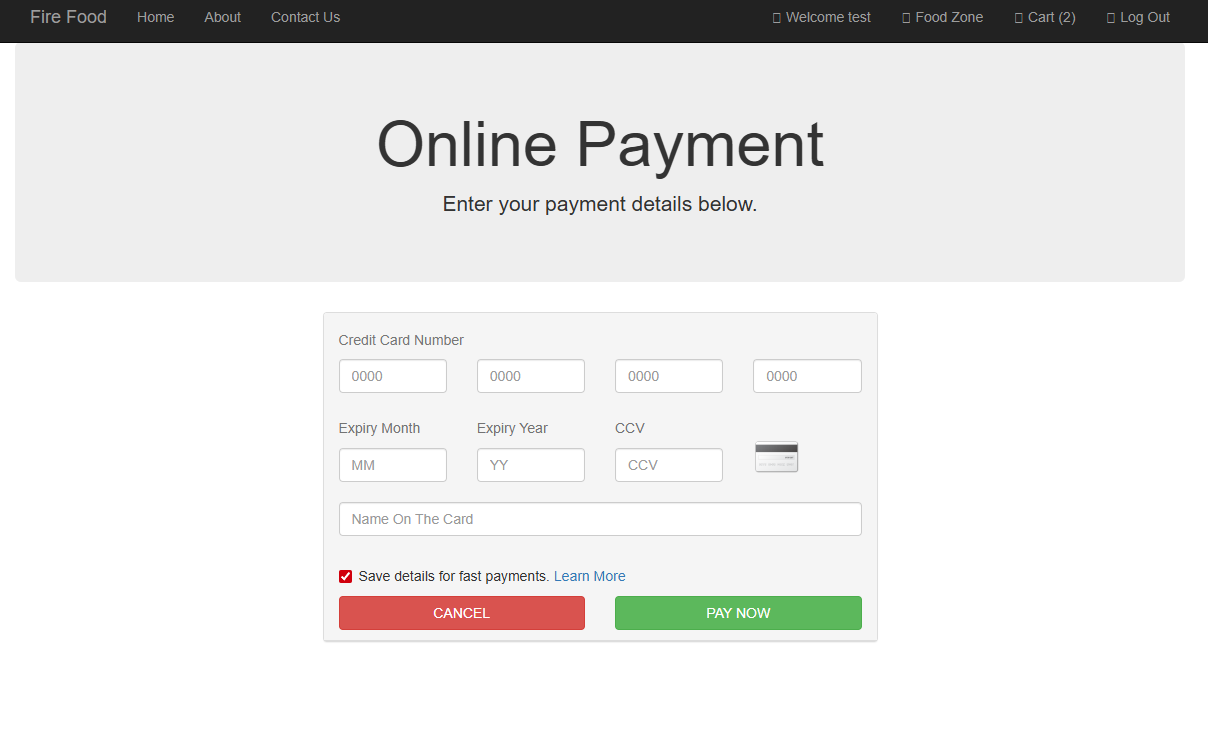 Fire Food Home About Contact Us Welcome test Food Zone Cart (2) Log Out
Online Payment
Enter your payment details below.
Credit Card Number
0000 0000 0000 0000
Expiry Month Expiry Year CCV
MM YY CCV
Name On The Card
Save details for fast payments. Learn More
CANCEL PAY NOW